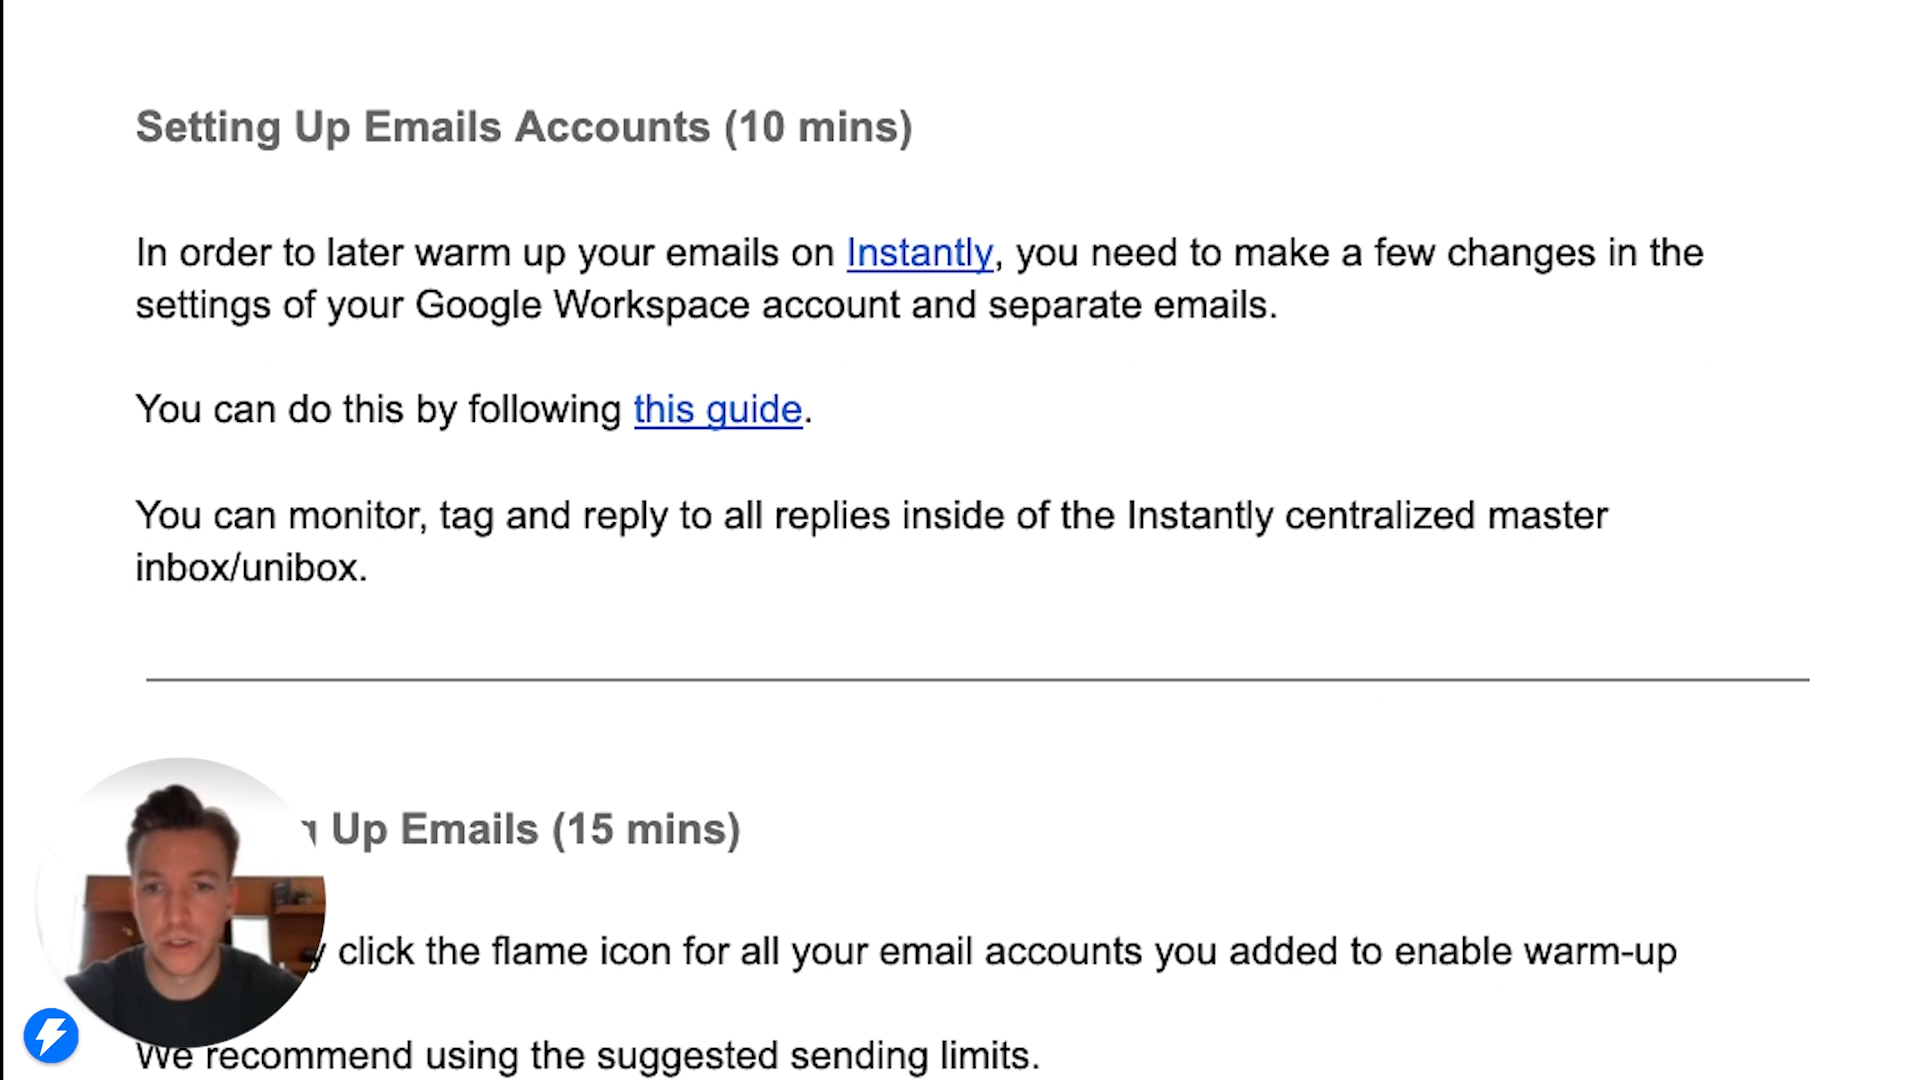 Setting Up Emails Accounts (10 mins)
In order to later warm up your emails on Instantly, you need to make a few changes in the
settings of your Google Workspace account and separate emails.
You can do this by following this guide.
You can monitor, tag and reply to all replies inside of the Instantly centralized master
inbox/unibox.
Up Emails (15 mins)
click the flame icon for all your email accounts you added to enable warm-up
We recommend using the suggested sending limits.